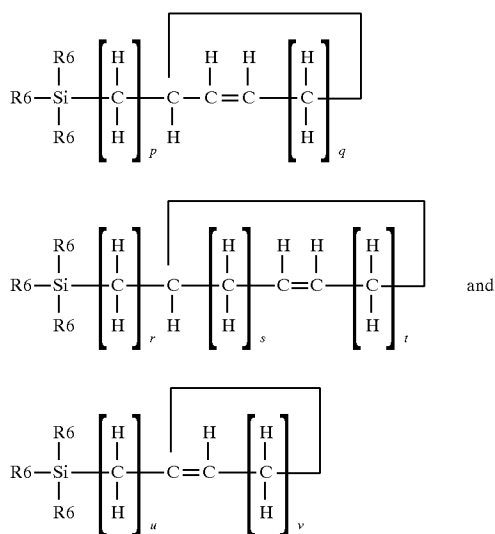 H H H
R6 H
R6—Si—C—C—C=C—C
R6 H H H
p q
H H H H
R6 H
R6—Si—C—C—C—C=C—C and
R6 H H H H
r s t
R6 H H H
R6—Si—C—C=C—C
R6 H H
u v